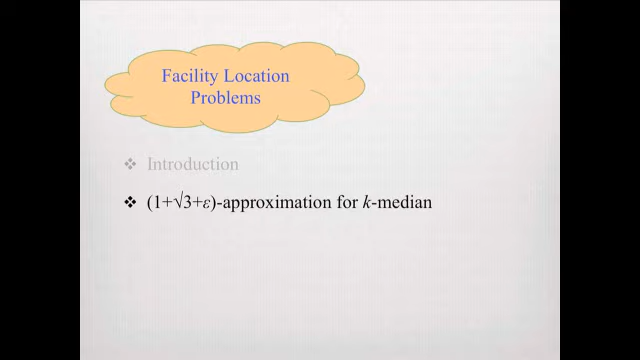 Facility Location
Problems
Introduction
(1+√3+ε)-approximation for k-median